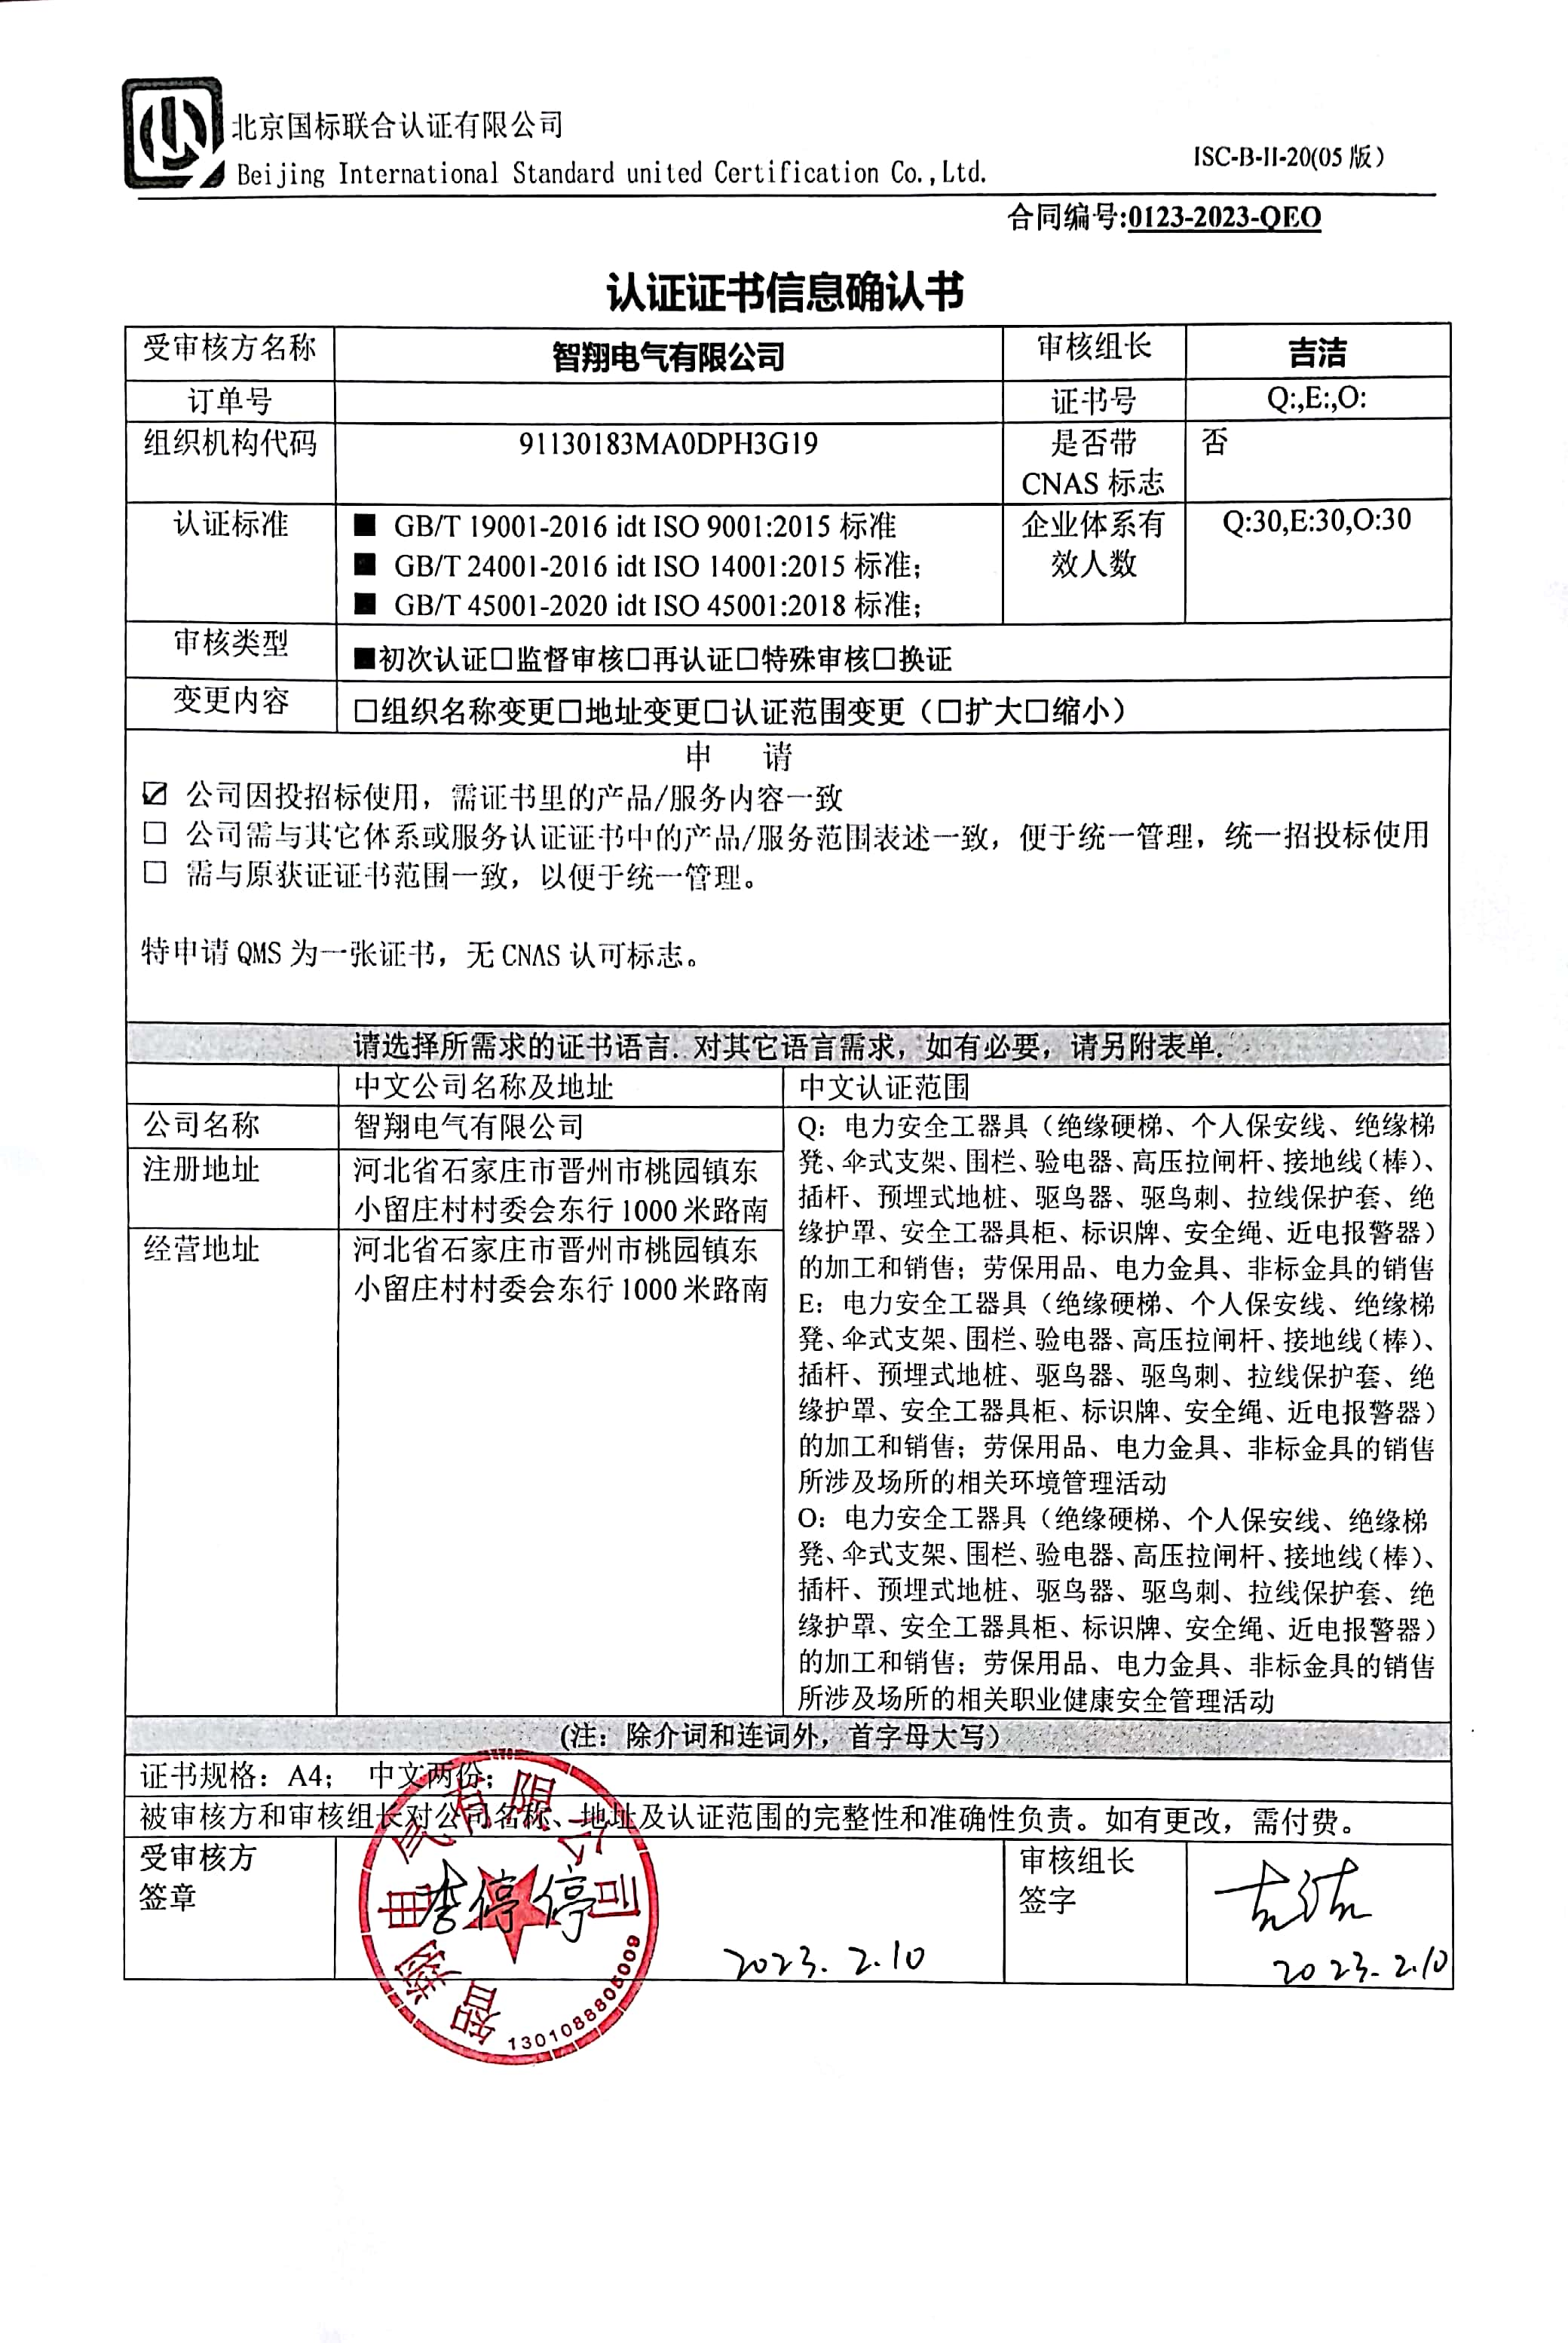 北京国标联合认证有限公司
Beijing International Standard united Certification Co.,Ltd.
ISC-B-II-20(05 版)
合同编号:0123-2023-QEO
认证证书信息确认书
受审核方名称 智翔电气有限公司 审核组长 吉洁
订单号 证书号 Q:,E:,O:
组织机构代码 91130183MA0DPH3G19 是否带 否
CNAS 标志
认证标准 ■ GB/T 19001-2016 idt ISO 9001:2015 标准 企业体系有 Q:30,E:30,O:30
■ GB/T 24001-2016 idt ISO 14001:2015 标准; 效人数
■ GB/T 45001-2020 idt ISO 45001:2018 标准;
审核类型 ■初次认证□监督审核□再认证□特殊审核□换证
变更内容 □组织名称变更□地址变更□认证范围变更（□扩大□缩小）
申 请
☑ 公司因投招标使用，需证书里的产品/服务内容一致
□ 公司需与其它体系或服务认证证书中的产品/服务范围表述一致，便于统一管理，统一招投标使用
□ 需与原获证证书范围一致，以便于统一管理。
特申请 QMS 为一张证书，无 CNAS 认可标志。
请选择所需求的证书语言. 对其它语言需求，如有必要，请另附表单.
中文公司名称及地址 中文认证范围
公司名称 智翔电气有限公司
注册地址 河北省石家庄市晋州市桃园镇东
小留庄村村委会东行 1000 米路南
经营地址 河北省石家庄市晋州市桃园镇东
小留庄村村委会东行 1000 米路南
Q：电力安全工器具（绝缘硬梯、个人保安线、绝缘梯
凳、伞式支架、围栏、验电器、高压拉闸杆、接地线（棒）、
插杆、预埋式地桩、驱鸟器、驱鸟刺、拉线保护套、绝
缘护罩、安全工器具柜、标识牌、安全绳、近电报警器）
的加工和销售；劳保用品、电力金具、非标金具的销售
E：电力安全工器具（绝缘硬梯、个人保安线、绝缘梯
凳、伞式支架、围栏、验电器、高压拉闸杆、接地线（棒）、
插杆、预埋式地桩、驱鸟器、驱鸟刺、拉线保护套、绝
缘护罩、安全工器具柜、标识牌、安全绳、近电报警器）
的加工和销售；劳保用品、电力金具、非标金具的销售
所涉及场所的相关环境管理活动
O：电力安全工器具（绝缘硬梯、个人保安线、绝缘梯
凳、伞式支架、围栏、验电器、高压拉闸杆、接地线（棒）、
插杆、预埋式地桩、驱鸟器、驱鸟刺、拉线保护套、绝
缘护罩、安全工器具柜、标识牌、安全绳、近电报警器）
的加工和销售；劳保用品、电力金具、非标金具的销售
所涉及场所的相关职业健康安全管理活动
（注：除介词和连词外，首字母大写）
证书规格：A4； 中文两份；
被审核方和审核组长对公司名称、地址及认证范围的完整性和准确性负责。如有更改，需付费。
受审核方
签章
李停停
2023.2.10
审核组长
签字
吉洁
2023.2.10
智翔电气有限公司
1301088805009